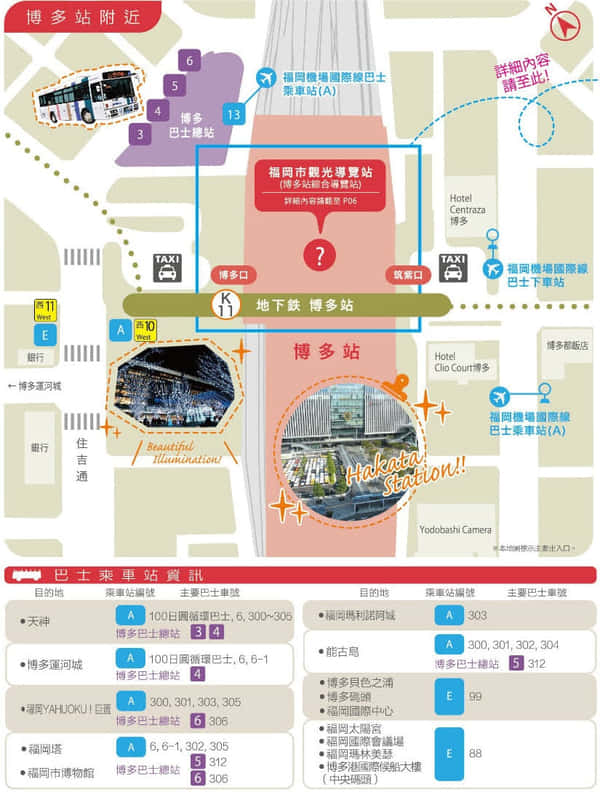 博多站附近
N
6
5
4
3
13
博多
巴士總站
福岡機場國際線巴士
乘車站(A)
詳細內容
請至此!
福岡市觀光導覽站
(博多站綜合導覽站)
詳細內容請翻至 P06
?
Hotel
Centraza
博多
TAXI
博多口
筑紫口
TAXI
福岡機場國際線
巴士下車站
K
11
地下鉄 博多站
西11
West
E
銀行
A
西10
West
博多站
Hotel
Clio Court博多
博多都飯店
←博多運河城
福岡機場國際線
巴士乘車站(A)
銀行
住吉通
Beautiful
Illumination!
Hakata
Station!!
Yodobashi Camera
※本地圖標示主要出入口。
巴士乘車站資訊
目的地 乘車站編號 主要巴士車號
●天神 A 100日圓循環巴士, 6, 300~305
博多巴士總站 3 4
●博多運河城 A 100日圓循環巴士, 6, 6-1
博多巴士總站 4
●福岡YAHUOKU!巨蛋 A 300, 301, 303, 305
博多巴士總站 6 306
●福岡塔
●福岡市博物館 A 6, 6-1, 302, 305
博多巴士總站 5 312
6 306
目的地 乘車站編號 主要巴士車號
●福岡瑪利諾阿城 A 303
●能古島 A 300, 301, 302, 304
博多巴士總站 5 312
●博多貝色之浦
●博多碼頭
●福岡國際中心 E 99
●福岡太陽宮
●福岡國際會議場
●福岡瑪林美瑟
●博多港國際候船大樓
(中央碼頭) E 88